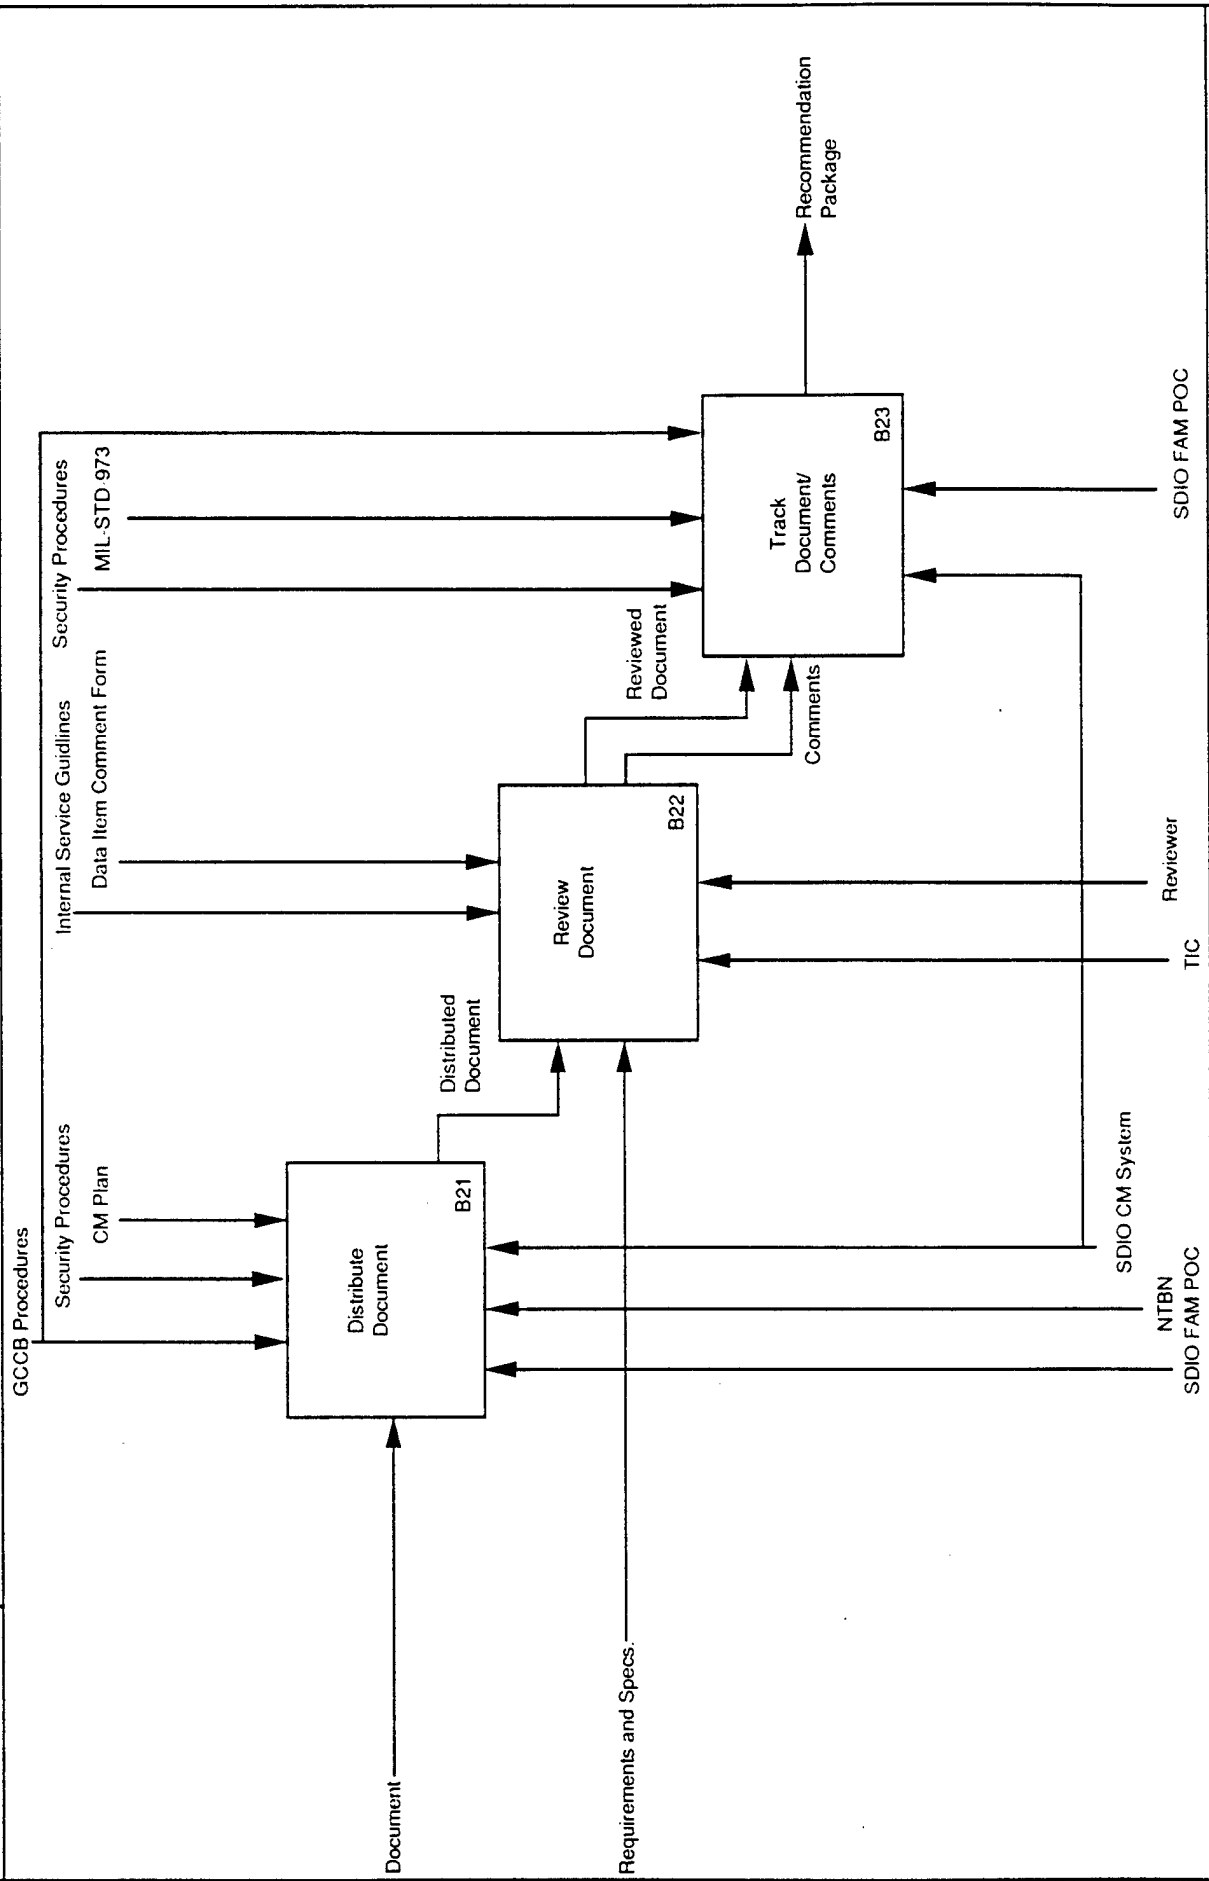 GCCB Procedures
Security Procedures
CM Plan
Internal Service Guidlines
Data Item Comment Form
Security Procedures
MIL-STD-973
Document
Distribute
Document
B21
Distributed
Document
Requirements and Specs.
Review
Document
B22
Reviewed
Document
Comments
Track
Document/
Comments
B23
Recommendation
Package
SDIO CM System
NTBN
SDIO FAM POC
TIC
Reviewer
SDIO FAM POC